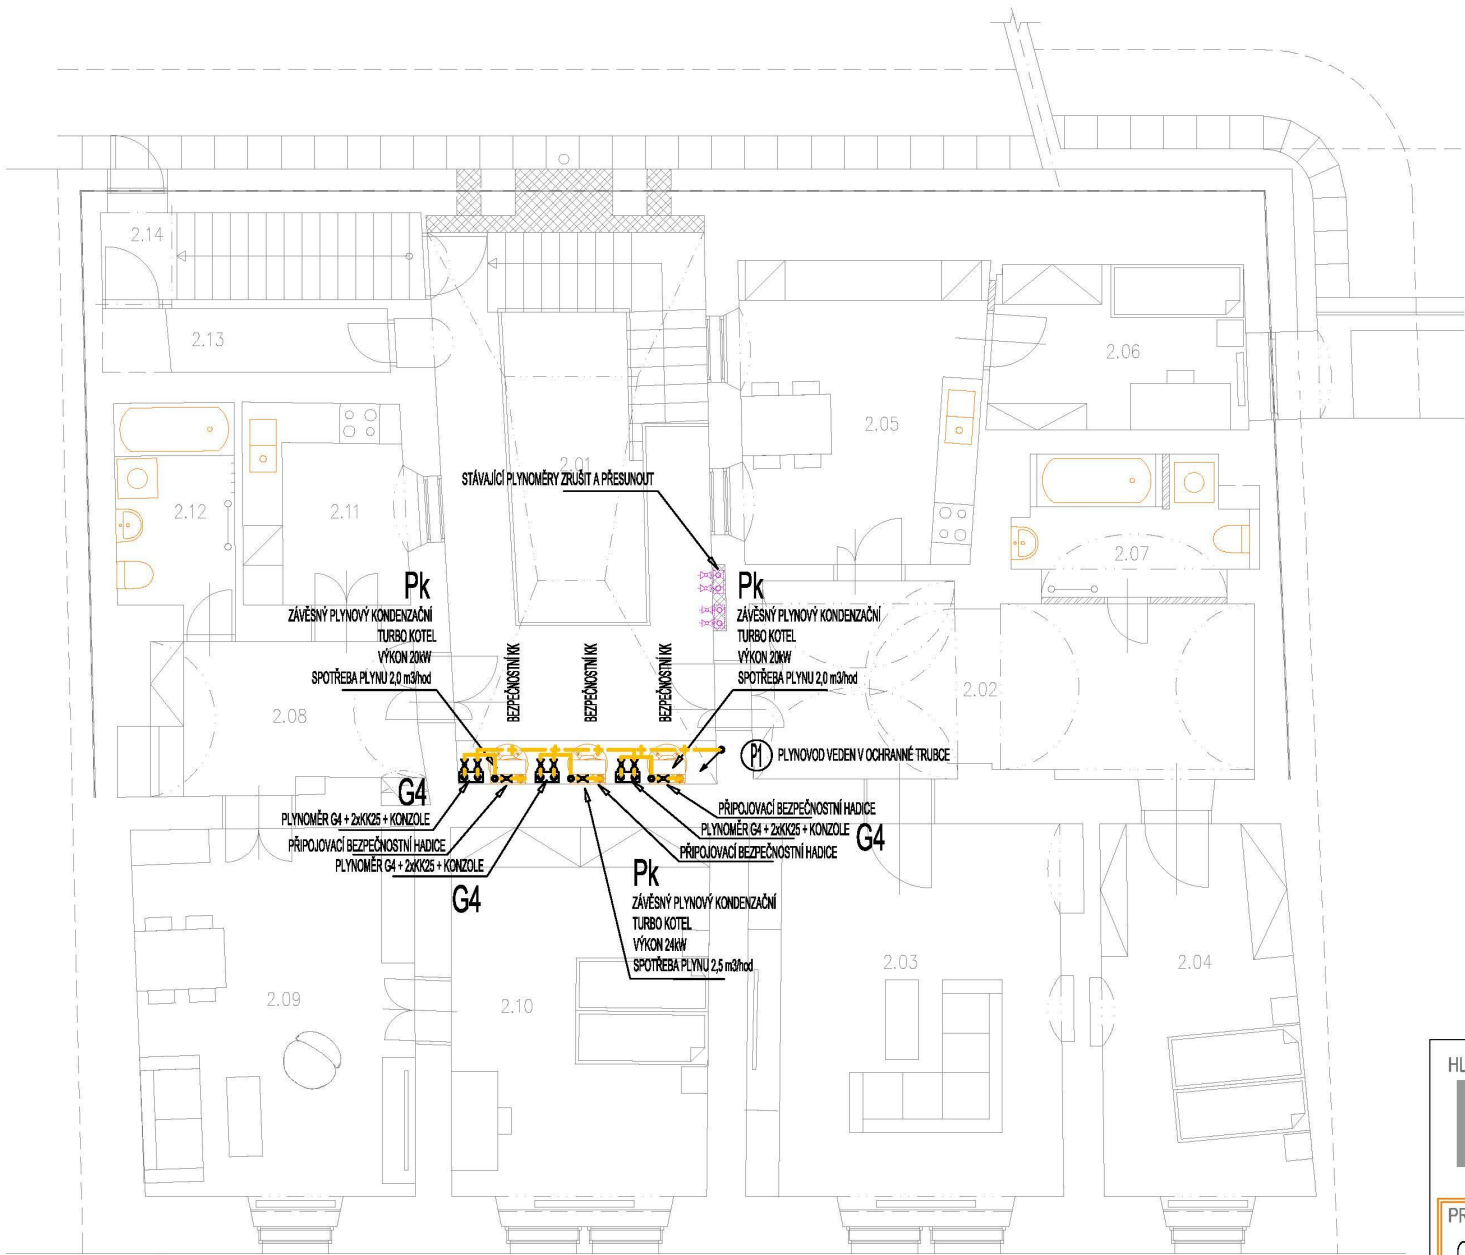 2.14
2.13
2.06
2.05
2.01
STÁVAJÍCÍ PLYNOMĚRY ZRUŠIT A PŘESUNOUT
2.12
2.11
2.07
Pk
ZÁVĚSNÝ PLYNOVÝ KONDENZAČNÍ
TURBO KOTEL
VÝKON 20kW
SPOTŘEBA PLYNU 2,0 m3/hod
BEZPEČNOSTNÍ KK
BEZPEČNOSTNÍ KK
BEZPEČNOSTNÍ KK
Pk
ZÁVĚSNÝ PLYNOVÝ KONDENZAČNÍ
TURBO KOTEL
VÝKON 20kW
SPOTŘEBA PLYNU 2,0 m3/hod
2.02
2.08
P1 PLYNOVOD VEDEN V OCHRANNÉ TRUBCE
G4
PLYNOMĚR G4 + 2xKK25 + KONZOLE
PŘIPOJOVACÍ BEZPEČNOSTNÍ HADICE
PLYNOMĚR G4 + 2xKK25 + KONZOLE
G4
PŘIPOJOVACÍ BEZPEČNOSTNÍ HADICE
PLYNOMĚR G4 + 2xKK25 + KONZOLE
G4
PŘIPOJOVACÍ BEZPEČNOSTNÍ HADICE
Pk
ZÁVĚSNÝ PLYNOVÝ KONDENZAČNÍ
TURBO KOTEL
VÝKON 24kW
SPOTŘEBA PLYNU 2,5 m3/hod
2.03
2.04
2.09
2.10